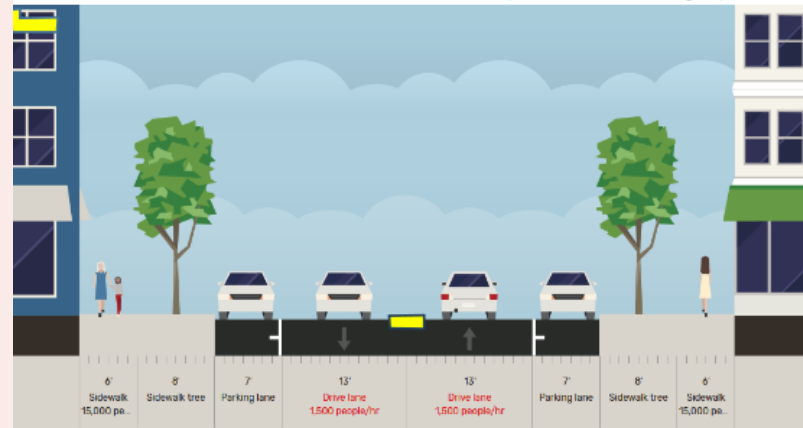 6'
Sidewalk
15,000 pe...
8'
Sidewalk tree
7'
Parking lane
13'
Drive lane
1,500 people/hr
13'
Drive lane
1,500 people/hr
7'
Parking lane
8'
Sidewalk tree
6'
Sidewalk
15,000 pe...